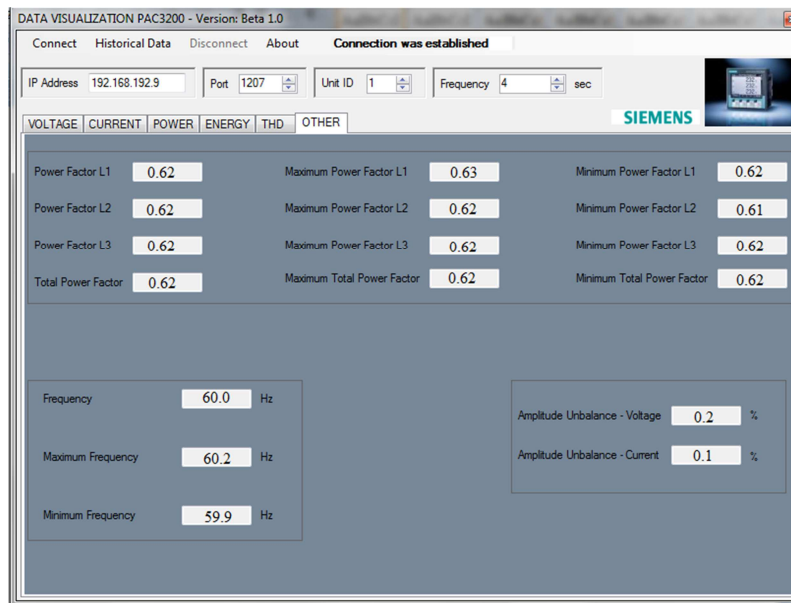 DATA VISUALIZATION PAC3200 - Version: Beta 1.0
Connect Historical Data Disconnect About Connection was established
IP Address 192.168.192.9 Port 1207 Unit ID 1 Frequency 4 sec
SIEMENS
VOLTAGE CURRENT POWER ENERGY THD OTHER
Power Factor L1 0.62 Maximum Power Factor L1 0.63 Minimum Power Factor L1 0.62
Power Factor L2 0.62 Maximum Power Factor L2 0.62 Minimum Power Factor L2 0.61
Power Factor L3 0.62 Maximum Power Factor L3 0.62 Minimum Power Factor L3 0.62
Total Power Factor 0.62 Maximum Total Power Factor 0.62 Minimum Total Power Factor 0.62
Frequency 60.0 Hz
Maximum Frequency 60.2 Hz
Minimum Frequency 59.9 Hz
Amplitude Unbalance - Voltage 0.2 %
Amplitude Unbalance - Current 0.1 %